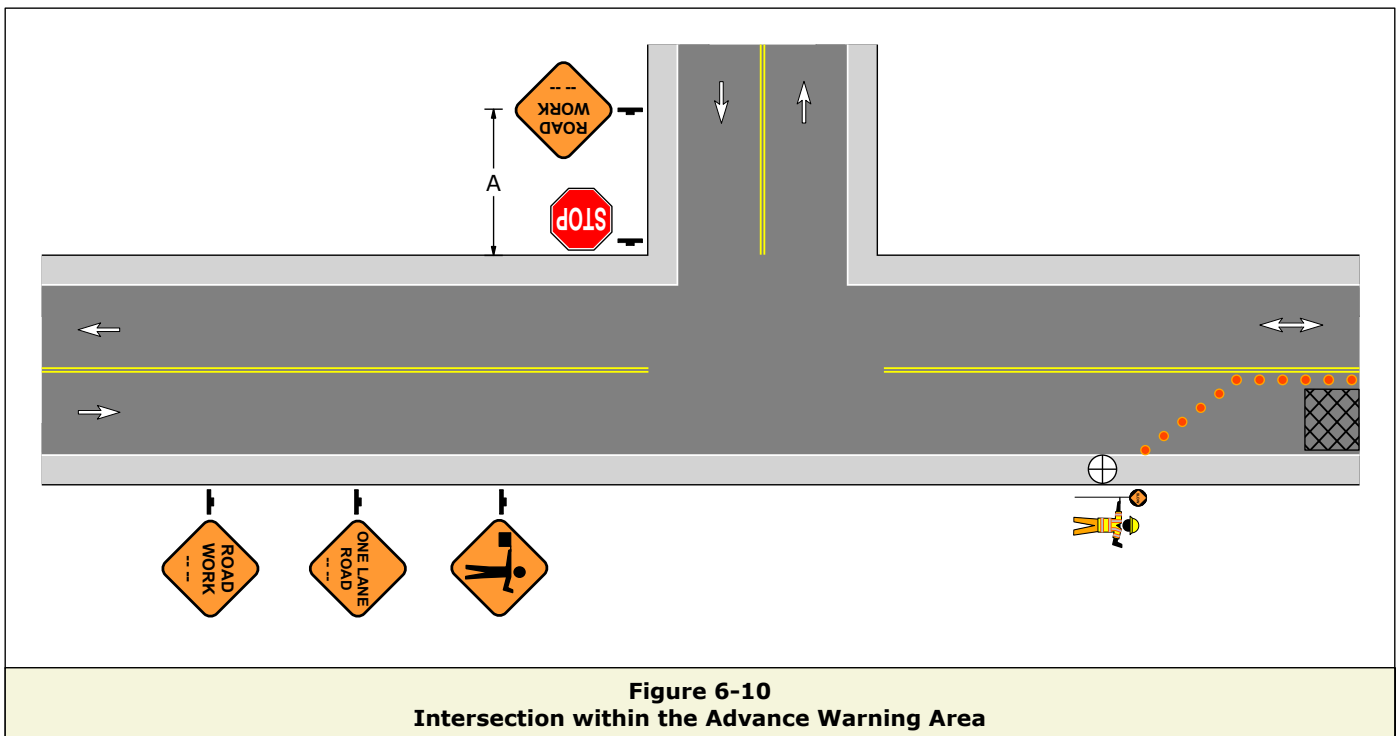 ROAD
WORK
-- --
A
STOP
ROAD
WORK
-- --
ONE LANE
ROAD
-- --
Figure 6-10
Intersection within the Advance Warning Area